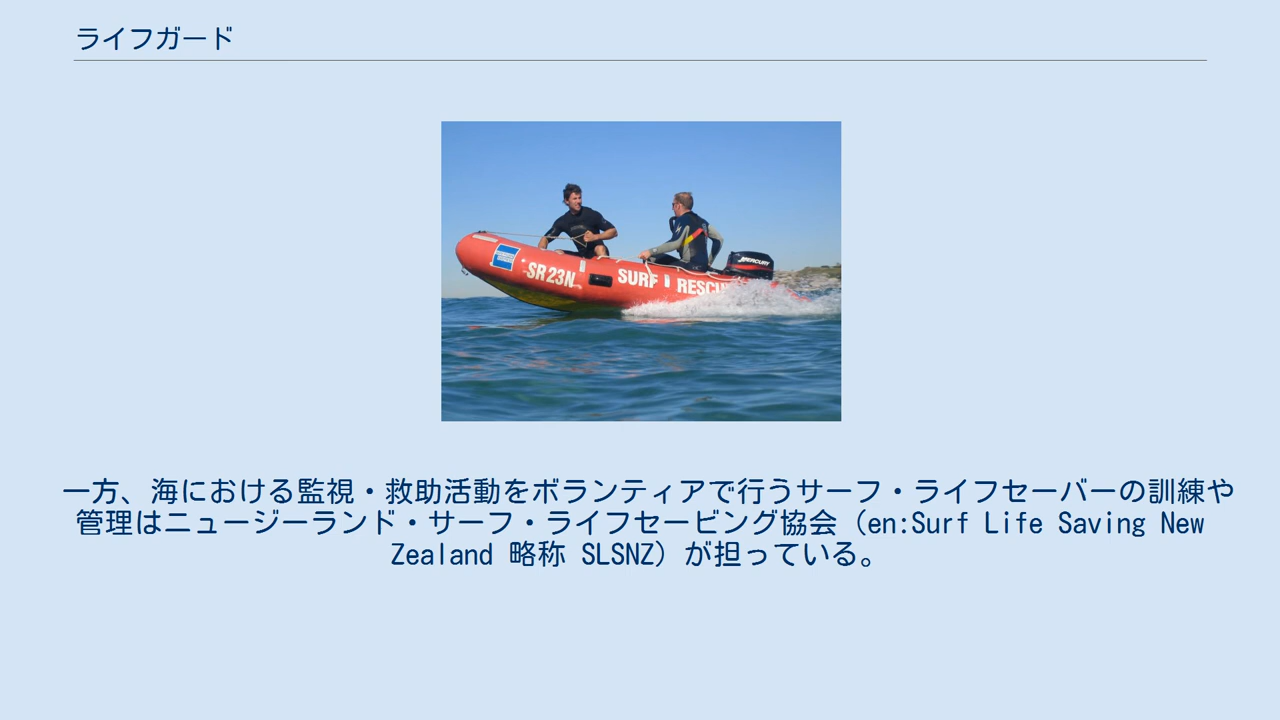 ライフガード
SR23N
SURF RESCUE
MERCURY
一方、海における監視・救助活動をボランティアで行うサーフ・ライフセーバーの訓練や
管理はニュージーランド・サーフ・ライフセービング協会（en:Surf Life Saving New
Zealand 略称 SLSNZ）が担っている。